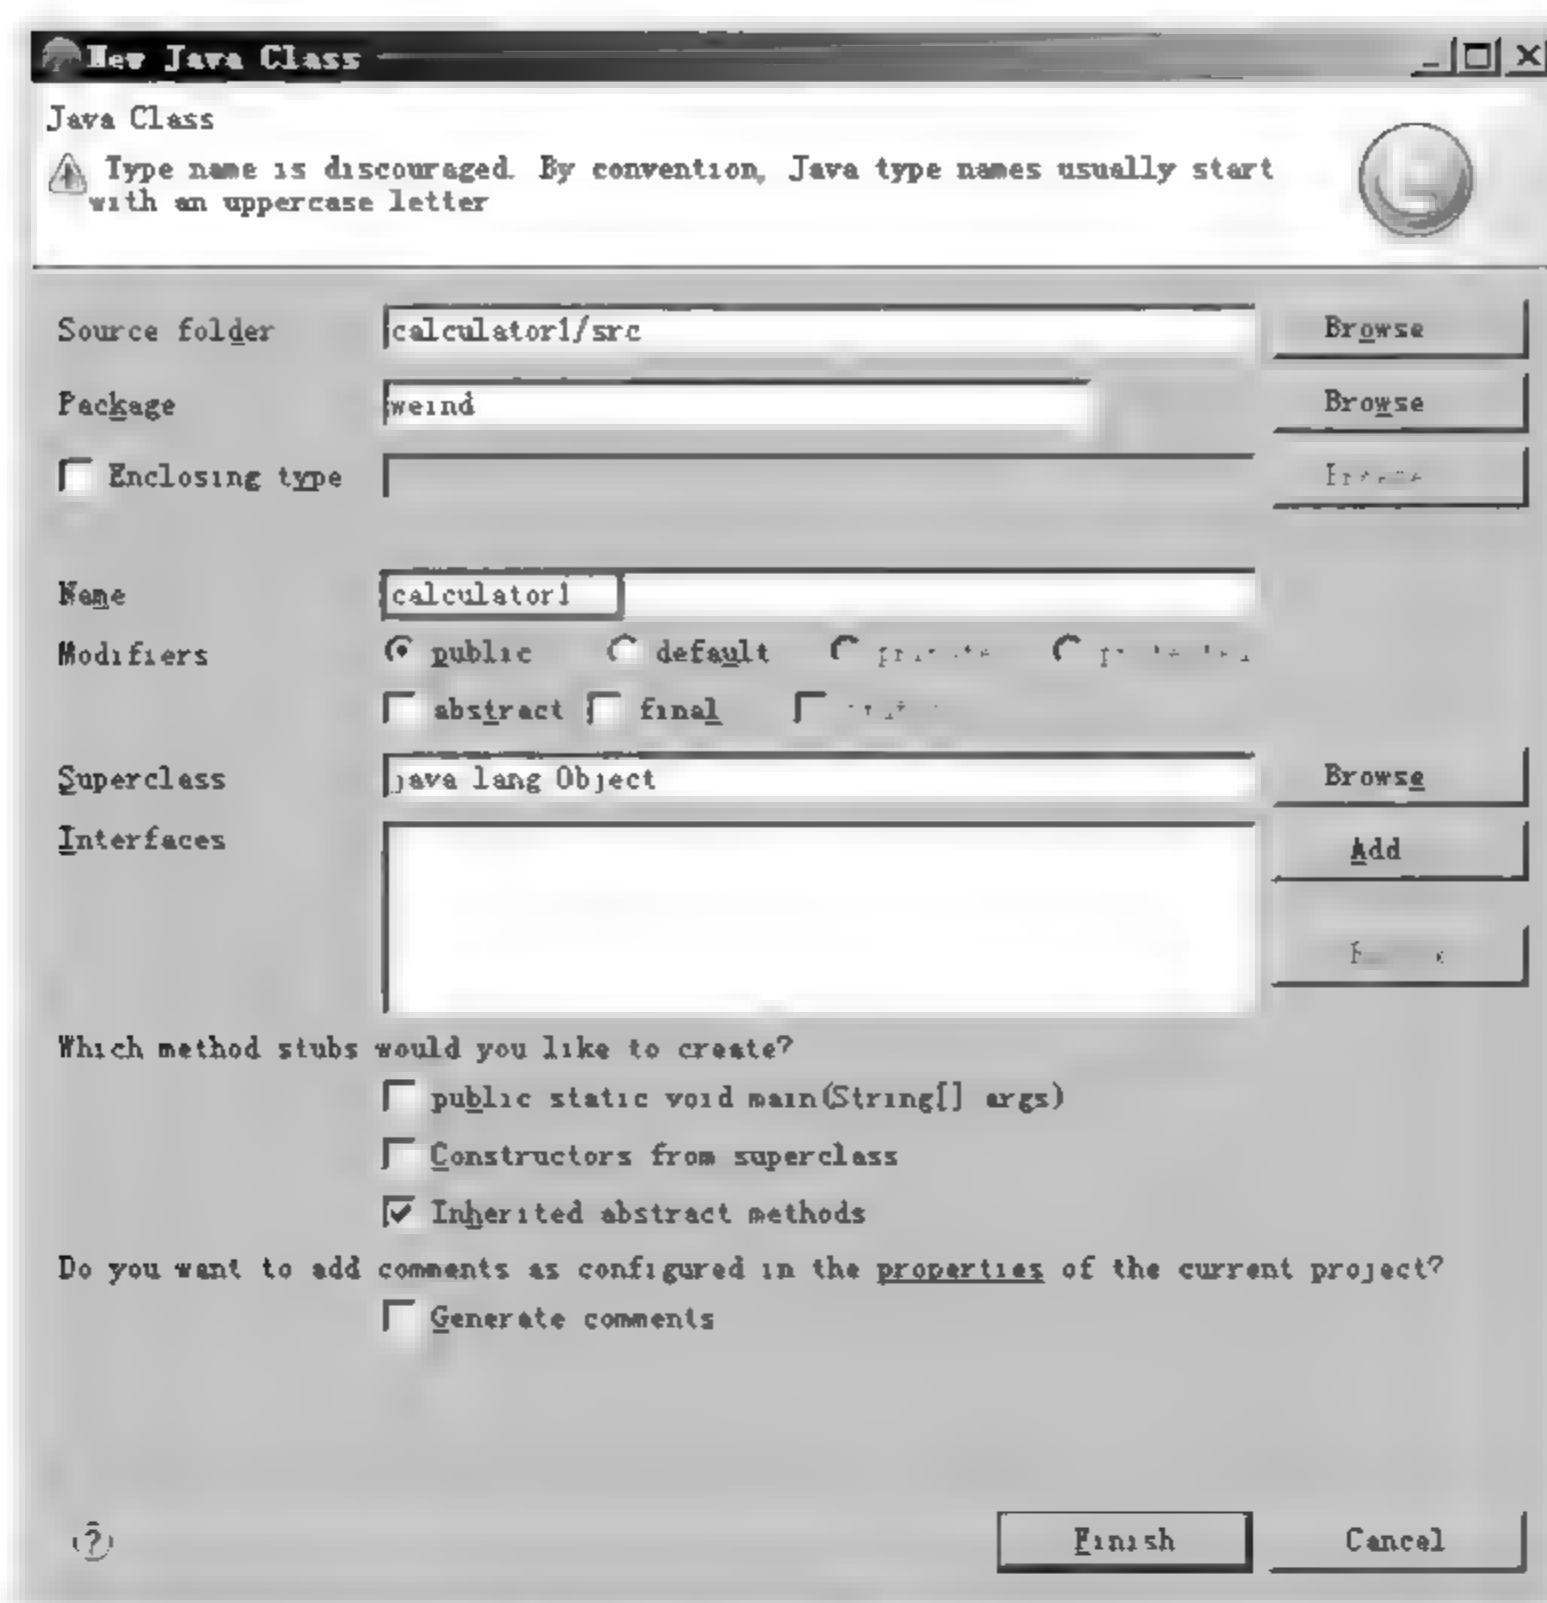 New Java Class
Java Class
Type name is discouraged. By convention, Java type names usually start
with an uppercase letter
Source folder calculator1/src Browse
Package weind Browse
Enclosing type
Name calculator1
Modifiers public default
abstract final
Superclass java lang Object Browse
Interfaces Add
Which method stubs would you like to create?
public static void main(String[] args)
Constructors from superclass
Inherited abstract methods
Do you want to add comments as configured in the properties of the current project?
Generate comments
Finish Cancel